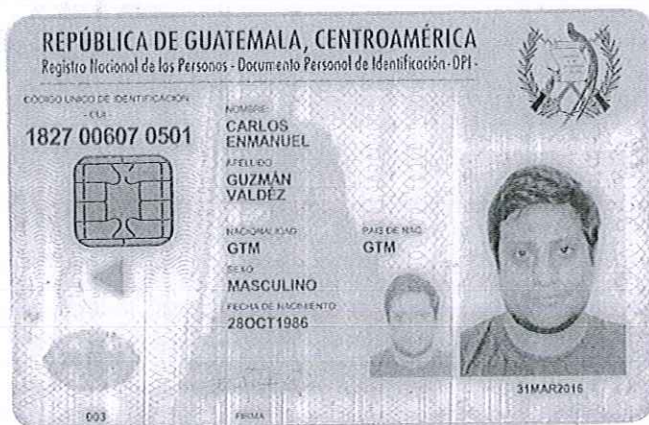 REPÚBLICA DE GUATEMALA, CENTROAMÉRICA
Registro Nacional de las Personas - Documento Personal de Identificación - DPI -
CÓDIGO ÚNICO DE IDENTIFICACIÓN
- CUI -
1827 00607 0501
NOMBRE:
CARLOS
ENMANUEL
APELLIDO
GUZMÁN
VALDÉZ
NACIONALIDAD
GTM
PAÍS DE NAC.
GTM
SEXO
MASCULINO
FECHA DE NACIMIENTO
28OCT1986
31MAR2016
003
FIRMA